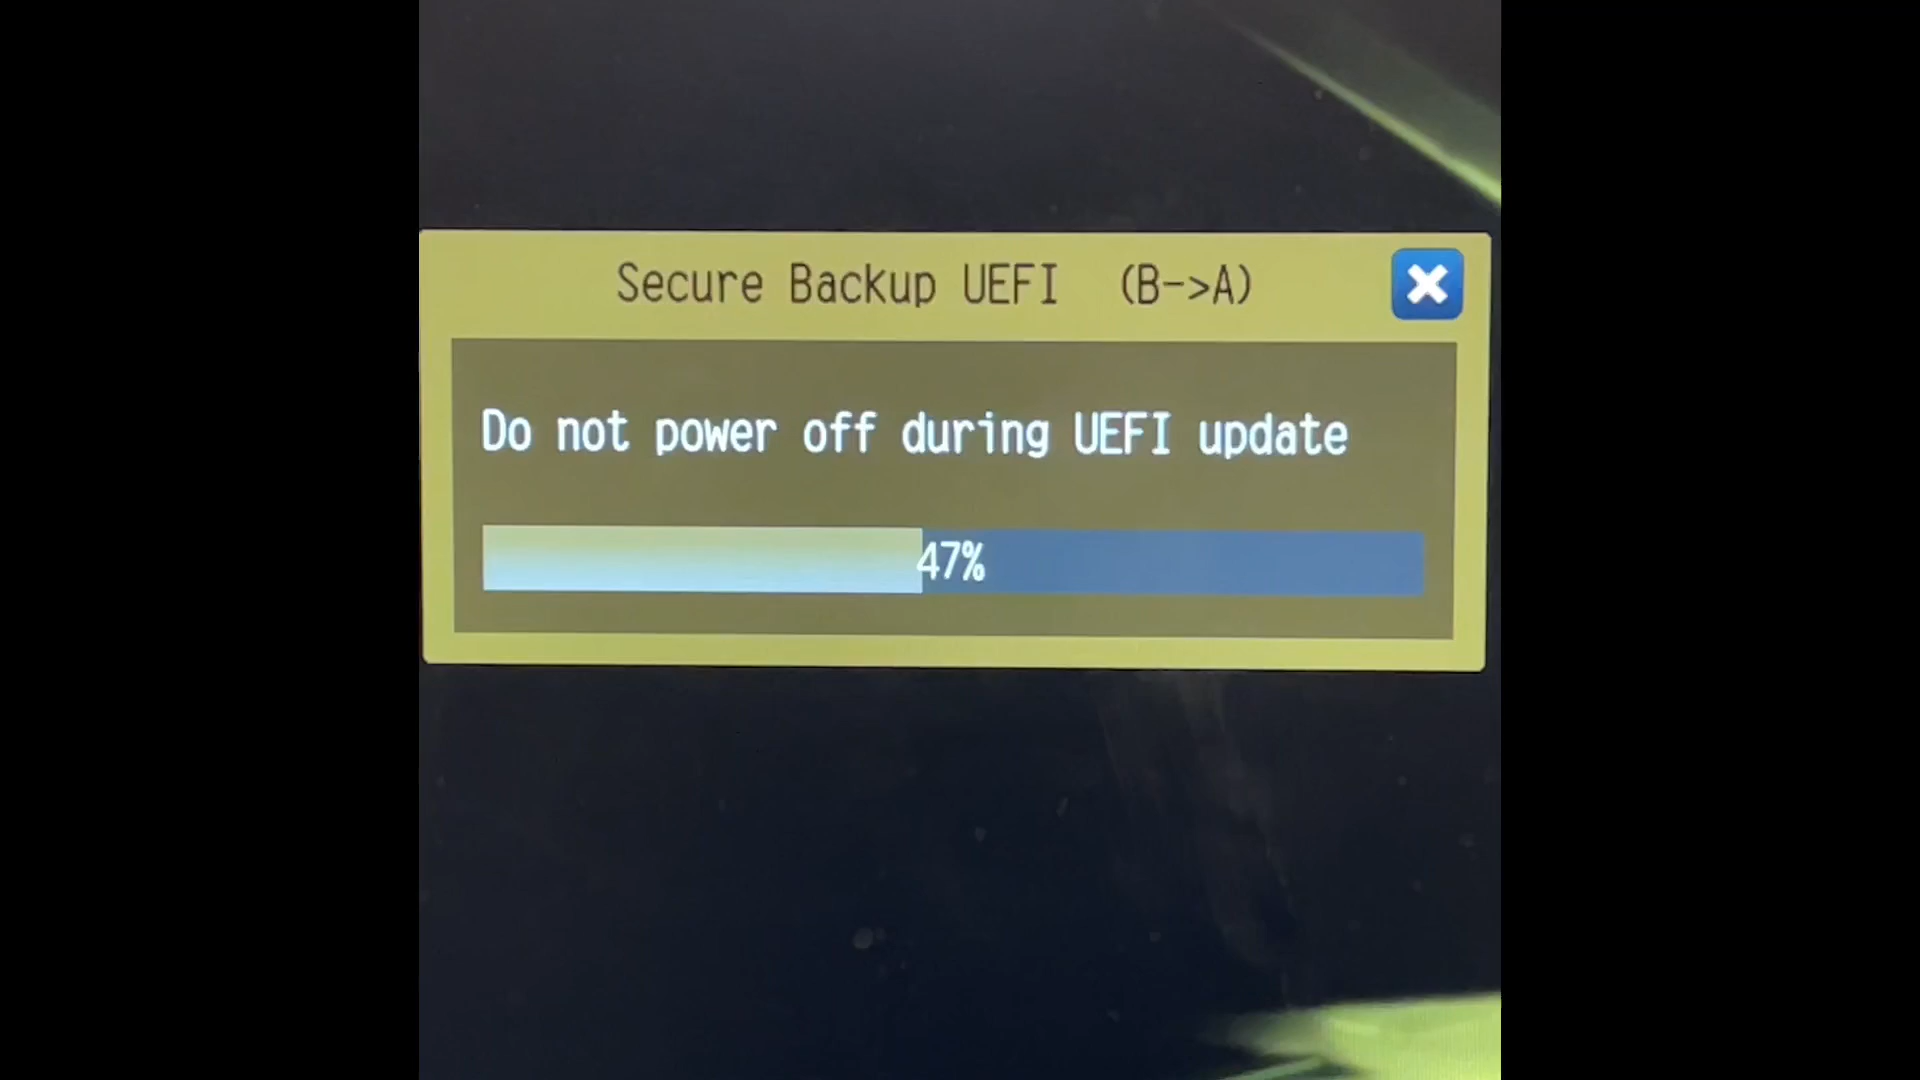 Secure Backup UEFI (B->A)
Do not power off during UEFI update
47%